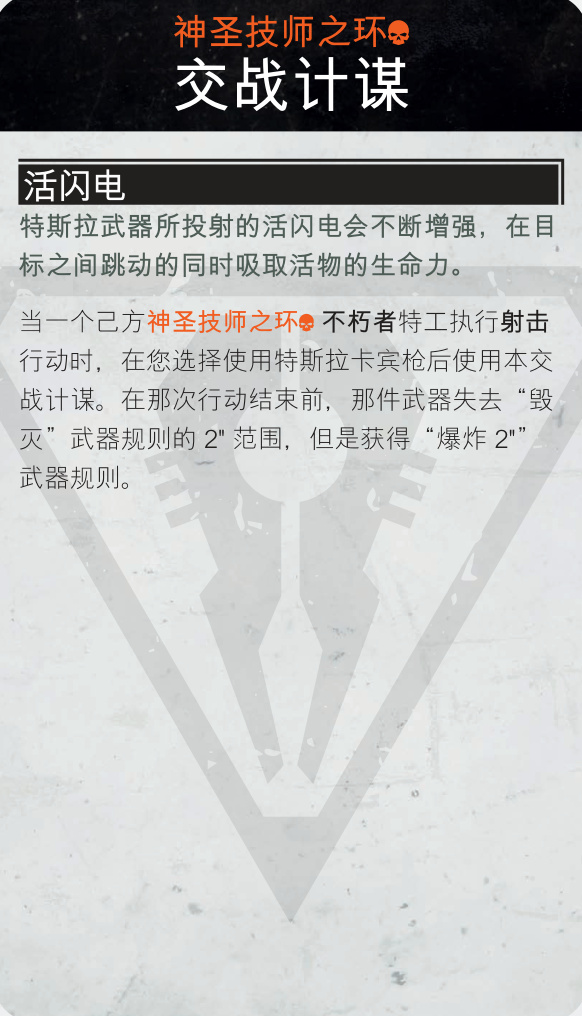 神圣技师之环
交战计谋
活闪电
特斯拉武器所投射的活闪电会不断增强，在目
标之间跳动的同时吸取活物的生命力。
当一个己方神圣技师之环 不朽者特工执行射击
行动时，在您选择使用特斯拉卡宾枪后使用本交
战计谋。在那次行动结束前，那件武器失去“毁
灭”武器规则的 2" 范围，但是获得“爆炸 2"”
武器规则。